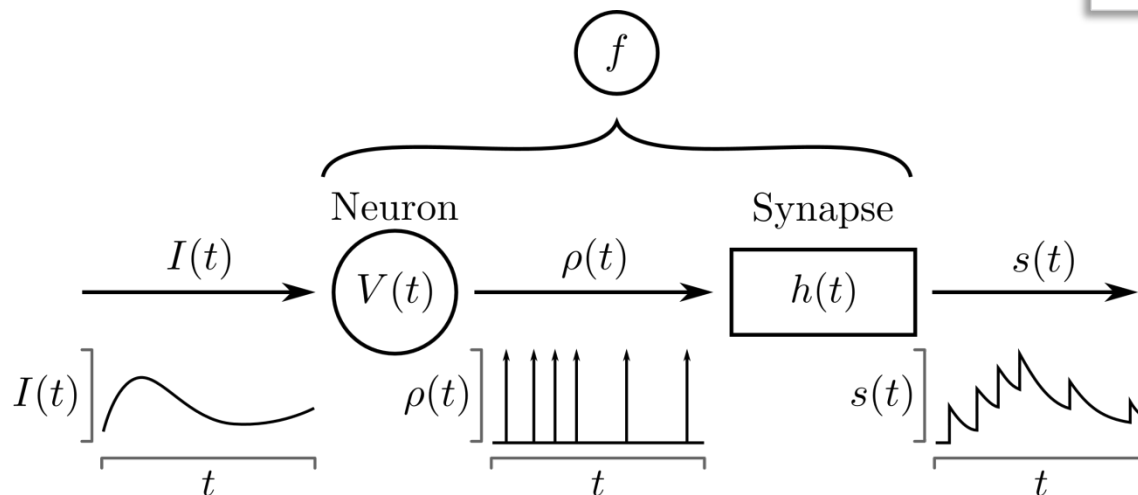 f
Neuron
Synapse
I(t)
V(t)
ρ(t)
h(t)
s(t)
I(t)
ρ(t)
s(t)
t
t
t